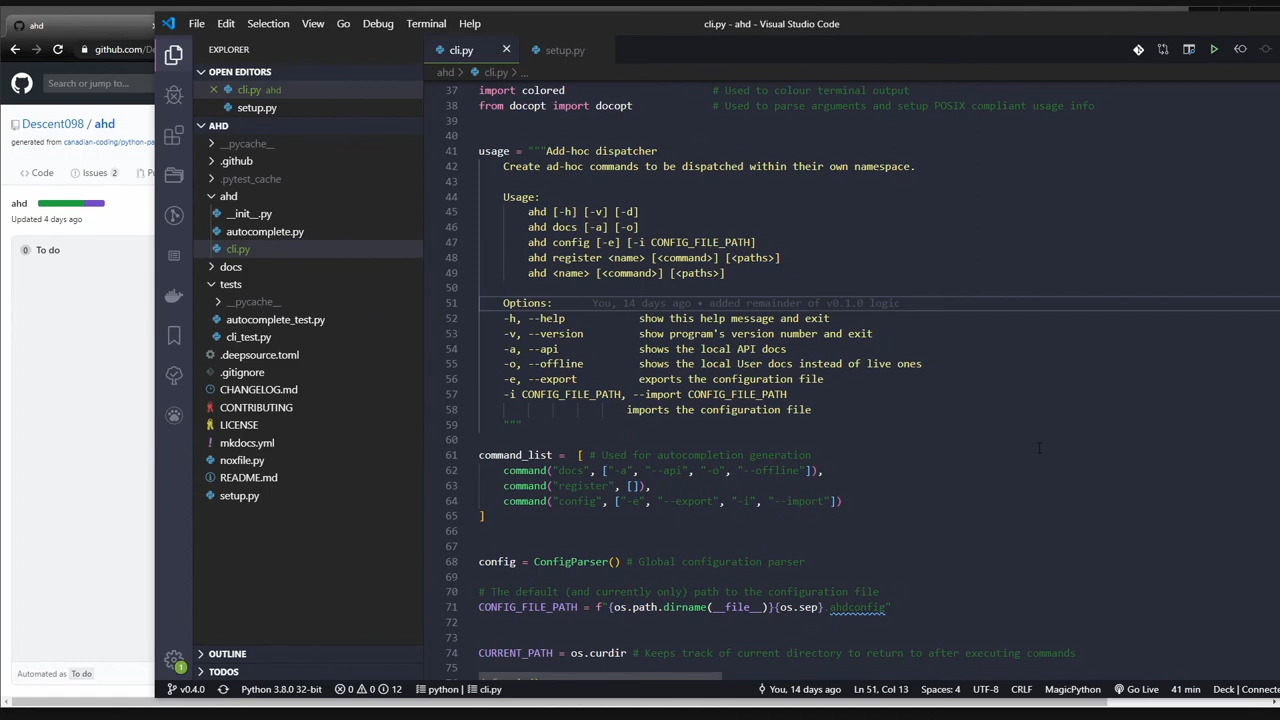 ahd
github.com/De
Search or jump to...
Descent098 / ahd
generated from canadian-coding/python-pa
Code
Issues 2
ahd
Updated 4 days ago
0 To do
Automated as To do
File Edit Selection View Go Debug Terminal Help
cli.py - ahd - Visual Studio Code
EXPLORER
OPEN EDITORS
cli.py ahd
setup.py
AHD
__pycache__
.github
.pytest_cache
ahd
__init__.py
autocomplete.py
cli.py
docs
tests
__pycache__
autocomplete_test.py
cli_test.py
.deepsource.toml
.gitignore
CHANGELOG.md
CONTRIBUTING
LICENSE
mkdocs.yml
noxfile.py
README.md
setup.py
OUTLINE
TODOS
1
cli.py
setup.py
ahd > cli.py > ...
37 import colored # Used to colour terminal output
38 from docopt import docopt # Used to parse arguments and setup POSIX compliant usage info
39
40
41 usage = """Add-hoc dispatcher
42 Create ad-hoc commands to be dispatched within their own namespace.
43
44 Usage:
45 ahd [-h] [-v] [-d]
46 ahd docs [-a] [-o]
47 ahd config [-e] [-i CONFIG_FILE_PATH]
48 ahd register <name> [<command>] [<paths>]
49 ahd <name> [<command>] [<paths>]
50
51 Options: You, 14 days ago • added remainder of v0.1.0 logic
52 -h, --help show this help message and exit
53 -v, --version show program's version number and exit
54 -a, --api shows the local API docs
55 -o, --offline shows the local User docs instead of live ones
56 -e, --export exports the configuration file
57 -i CONFIG_FILE_PATH, --import CONFIG_FILE_PATH
58 imports the configuration file
59 """
60
61 command_list = [ # Used for autocompletion generation
62 command("docs", ["-a", "--api", "-o", "--offline"]),
63 command("register", []),
64 command("config", ["-e", "--export", "-i", "--import"])
65 ]
66
67
68 config = ConfigParser() # Global configuration parser
69
70 # The default (and currently only) path to the configuration file
71 CONFIG_FILE_PATH = f"{os.path.dirname(__file__)}{os.sep}.ahdconfig"
72
73
74 CURRENT_PATH = os.curdir # Keeps track of current directory to return to after executing commands
75
v0.4.0 Python 3.8.0 32-bit 0 0 12 python | cli.py You, 14 days ago Ln 51, Col 13 Spaces: 4 UTF-8 CRLF MagicPython Go Live 41 min Deck | Connecte